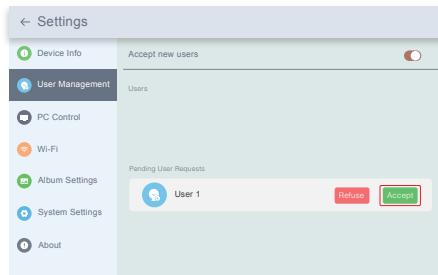 ← Settings
Device Info
Accept new users
User Management
Users
PC Control
Wi-Fi
Pending User Requests
Album Settings
User 1
Refuse
Accept
System Settings
About